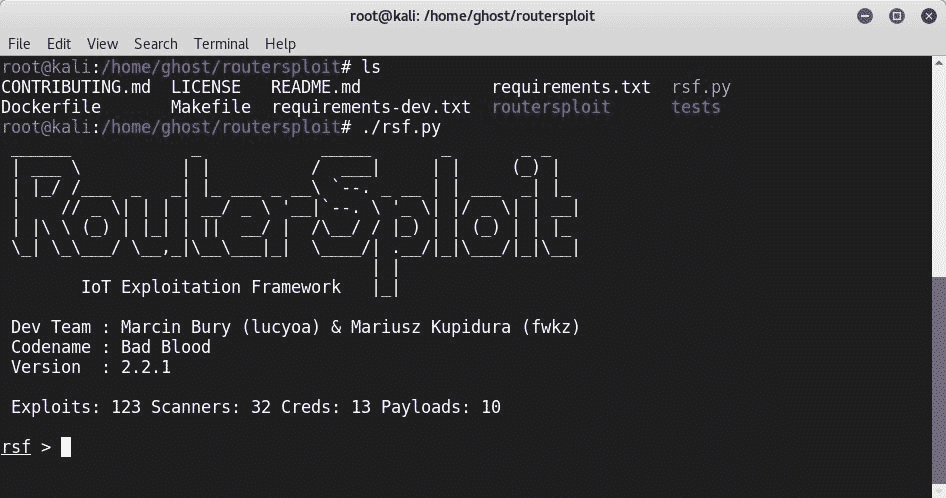 root@kali: /home/ghost/routersploit
File Edit View Search Terminal Help
root@kali:/home/ghost/routersploit# ls
CONTRIBUTING.md LICENSE README.md requirements.txt rsf.py
Dockerfile Makefile requirements-dev.txt routersploit tests
root@kali:/home/ghost/routersploit# ./rsf.py
RouterSploit
IoT Exploitation Framework
Dev Team : Marcin Bury (lucyoa) & Mariusz Kupidura (fwkz)
Codename : Bad Blood
Version : 2.2.1
Exploits: 123 Scanners: 32 Creds: 13 Payloads: 10
rsf >